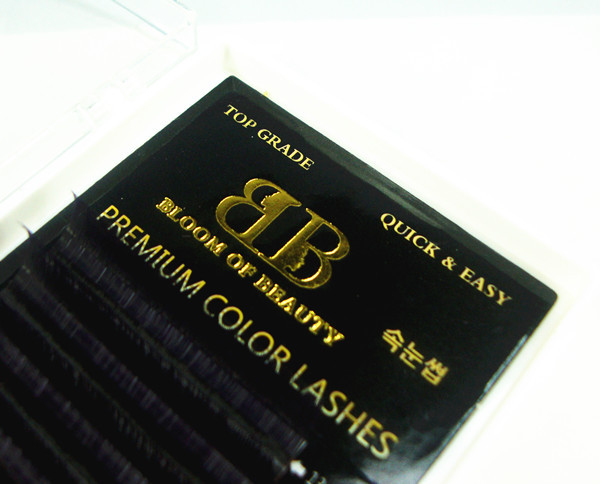 TOP GRADE
QUICK & EASY
BB
BLOOM OF BEAUTY
속눈썹
PREMIUM COLOR LASHES